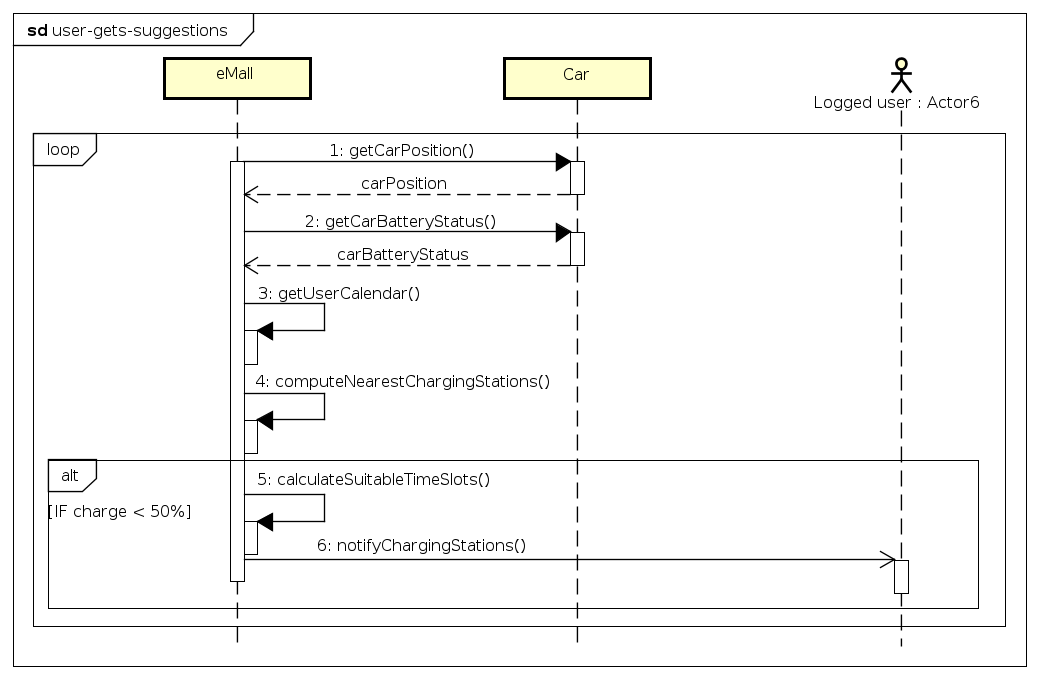 sd user-gets-suggestions
eMall
Car
Logged user : Actor6
loop
1: getCarPosition()
carPosition
2: getCarBatteryStatus()
carBatteryStatus
3: getUserCalendar()
4: computeNearestChargingStations()
alt
5: calculateSuitableTimeSlots()
[IF charge < 50%]
6: notifyChargingStations()